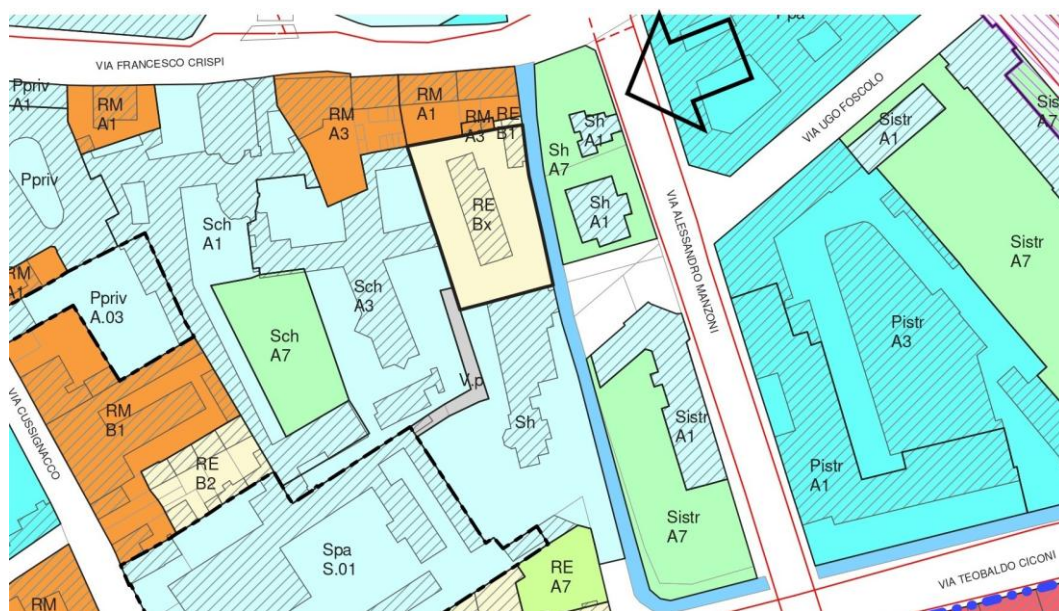 Ppa
VIA FRANCESCO CRISPI
Ppriv
A1
RM
A1
RM
A3
RM
A1
RM
A3
RE
B1
Sh
A1
Sh
A7
Sh
A1
VIA UGO FOSCOLO
Sistr
A1
Sistr
A7
Ppriv
Sch
A1
RE
Bx
VIA ALESSANDRO MANZONI
Sistr
A7
RM
A1
Ppriv
A.03
Sch
A3
Sch
A7
Pistr
A3
V.p
VIA CUSSIGNACCO
RM
B1
Sh
Sistr
A1
RE
B2
Pistr
A1
Sistr
A7
Spa
S.01
RE
A7
VIA TEOBALDO CICONI
RM